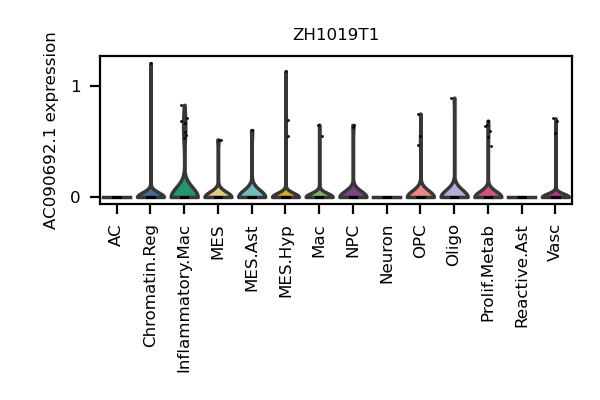 ZH1019T1
AC090692.1 expression
1
0
AC
Chromatin.Reg
Inflammatory.Mac
MES
MES.Ast
MES.Hyp
Mac
NPC
Neuron
OPC
Oligo
Prolif.Metab
Reactive.Ast
Vasc